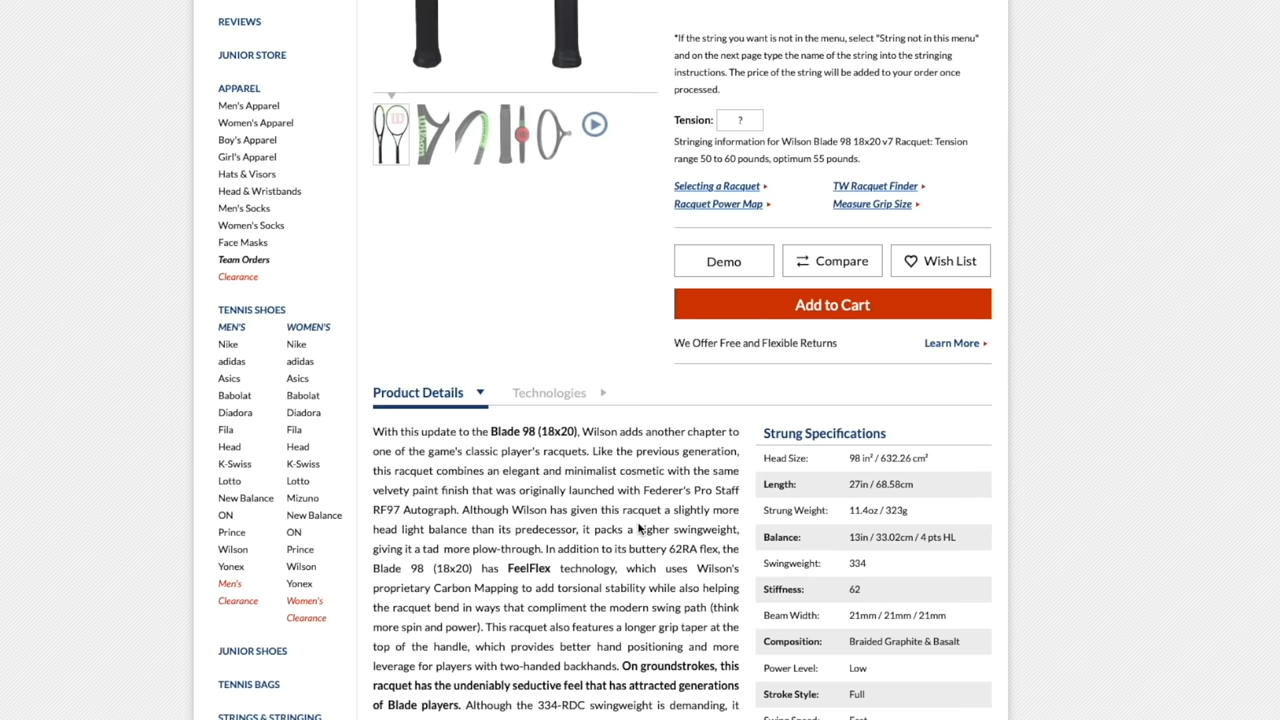 REVIEWS
JUNIOR STORE
APPAREL
Men's Apparel
Women's Apparel
Boy's Apparel
Girl's Apparel
Hats & Visors
Head & Wristbands
Men's Socks
Women's Socks
Face Masks
Team Orders
Clearance
TENNIS SHOES
MEN'S WOMEN'S
Nike Nike
adidas adidas
Asics Asics
Babolat Babolat
Diadora Diadora
Fila Fila
Head Head
K-Swiss K-Swiss
Lotto Lotto
New Balance Mizuno
ON New Balance
Prince ON
Wilson Prince
Yonex Wilson
Men's Yonex
Clearance Women's
Clearance
JUNIOR SHOES
TENNIS BAGS
STRINGS & STRINGING
*If the string you want is not in the menu, select "String not in this menu"
and on the next page type the name of the string into the stringing
instructions. The price of the string will be added to your order once
processed.
Tension: ?
Stringing information for Wilson Blade 98 18x20 v7 Racquet: Tension
range 50 to 60 pounds, optimum 55 pounds.
Selecting a Racquet TW Racquet Finder
Racquet Power Map Measure Grip Size
Demo Compare Wish List
Add to Cart
We Offer Free and Flexible Returns Learn More
Product Details Technologies
With this update to the Blade 98 (18x20), Wilson adds another chapter to
one of the game's classic player's racquets. Like the previous generation,
this racquet combines an elegant and minimalist cosmetic with the same
velvety paint finish that was originally launched with Federer's Pro Staff
RF97 Autograph. Although Wilson has given this racquet a slightly more
head light balance than its predecessor, it packs a higher swingweight,
giving it a tad more plow-through. In addition to its buttery 62RA flex, the
Blade 98 (18x20) has FeelFlex technology, which uses Wilson's
proprietary Carbon Mapping to add torsional stability while also helping
the racquet bend in ways that compliment the modern swing path (think
more spin and power). This racquet also features a longer grip taper at the
top of the handle, which provides better hand positioning and more
leverage for players with two-handed backhands. On groundstrokes, this
racquet has the undeniably seductive feel that has attracted generations
of Blade players. Although the 334-RDC swingweight is demanding, it
Strung Specifications
Head Size: 98 in² / 632.26 cm²
Length: 27in / 68.58cm
Strung Weight: 11.4oz / 323g
Balance: 13in / 33.02cm / 4 pts HL
Swingweight: 334
Stiffness: 62
Beam Width: 21mm / 21mm / 21mm
Composition: Braided Graphite & Basalt
Power Level: Low
Stroke Style: Full